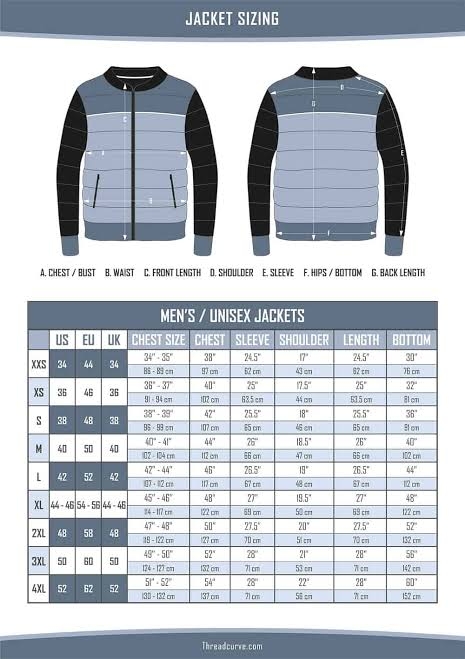 JACKET SIZING
A
C
B
D
G
E
F
A. CHEST / BUST B. WAIST C. FRONT LENGTH D. SHOULDER E. SLEEVE F. HIPS / BOTTOM G. BACK LENGTH
MEN'S / UNISEX JACKETS
US EU UK CHEST SIZE CHEST SLEEVE SHOULDER LENGTH BOTTOM
XXS 34 44 34 34" - 35" 38" 24.5" 17" 24.5" 30"
86 - 89 cm 97 cm 62 cm 43 cm 62 cm 76 cm
XS 36 46 36 36" - 37" 40" 25" 17.5" 25" 32"
91 - 94 cm 102 cm 63.5 cm 44 cm 63.5 cm 81 cm
S 38 48 38 38" - 39" 42" 25.5" 18" 25.5" 36"
96 - 99 cm 107 cm 65 cm 46 cm 65 cm 91 cm
M 40 50 40 40" - 41" 44" 26" 18.5" 26" 40"
102 - 104 cm 112 cm 66 cm 47 cm 66 cm 102 cm
L 42 52 42 42" - 44" 46" 26.5" 19" 26.5" 44"
107 - 112 cm 117 cm 67 cm 48 cm 67 cm 112 cm
XL 44 - 46 54 - 56 44 - 46 45" - 46" 48" 27" 19.5" 27" 48"
114 - 117 cm 122 cm 69 cm 50 cm 69 cm 122 cm
2XL 48 58 48 47" - 48" 50" 27.5" 20" 27.5" 52"
119 - 122 cm 127 cm 70 cm 51 cm 70 cm 132 cm
3XL 50 60 50 49" - 50" 52" 28" 21" 28" 56"
124 - 127 cm 132 cm 71 cm 53 cm 71 cm 142 cm
4XL 52 62 52 51" - 52" 54" 28" 22" 28" 60"
130 - 132 cm 137 cm 71 cm 56 cm 71 cm 152 cm
Threadcurve.com